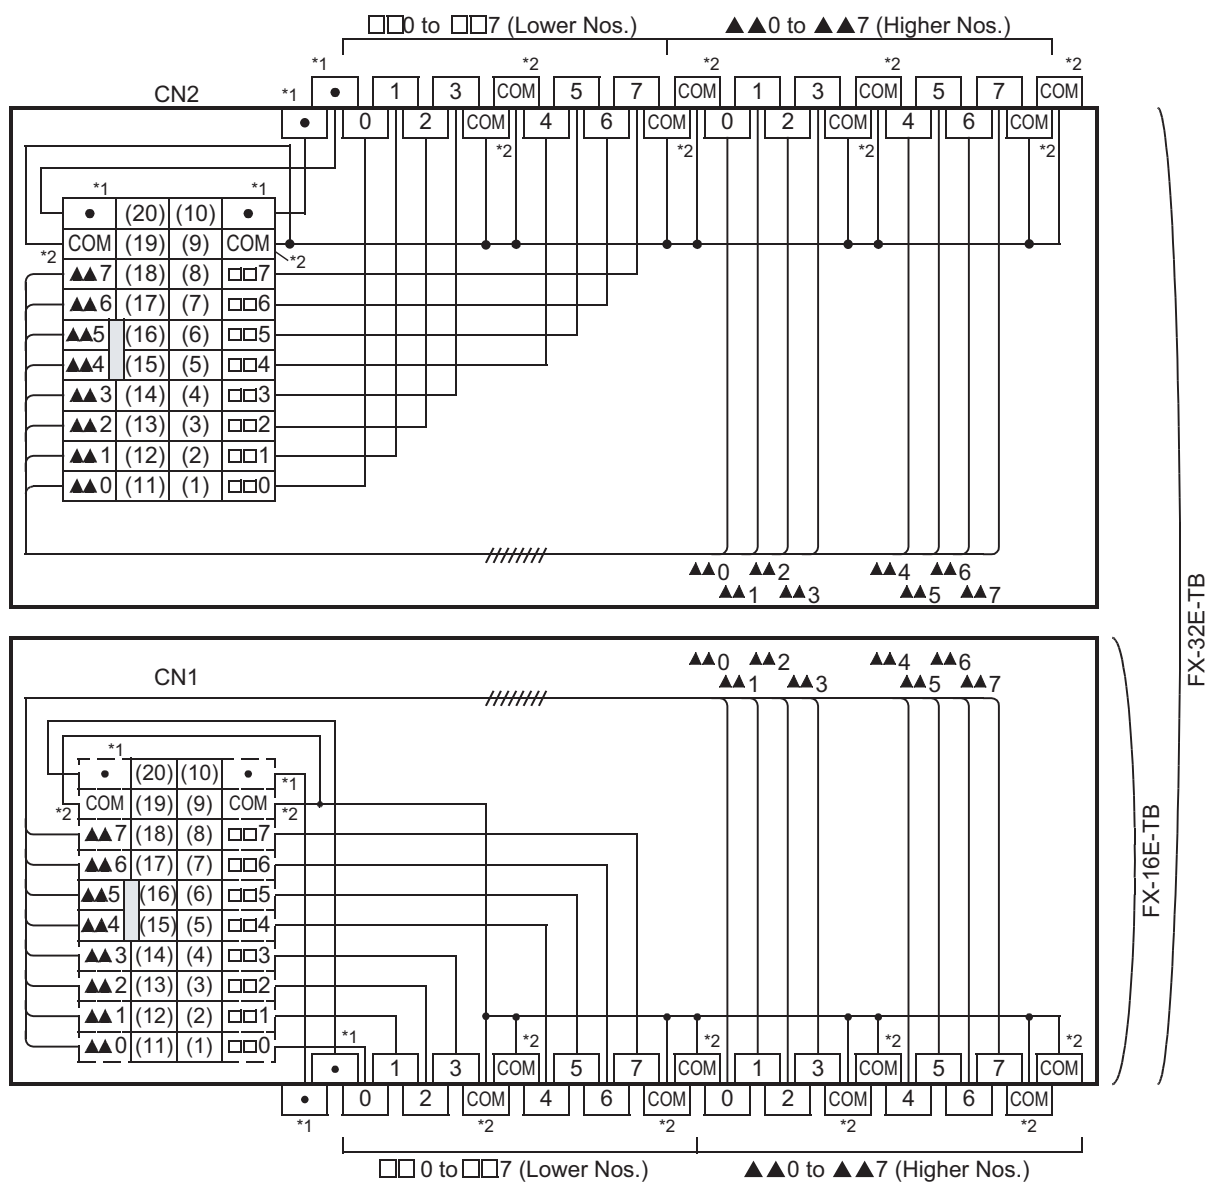 □□0 to □□7 (Lower Nos.) ▲▲0 to ▲▲7 (Higher Nos.)
*1 *2 *2 *2 *2
CN2 *1 • 1 3 COM 5 7 COM 1 3 COM 5 7 COM
• 0 2 COM 4 6 COM 0 2 COM 4 6 COM
*2 *2 *2 *2
*1 *1
• (20) (10) •
COM (19) (9) COM
*2 *2
▲▲7 (18) (8) □□7
▲▲6 (17) (7) □□6
▲▲5 (16) (6) □□5
▲▲4 (15) (5) □□4
▲▲3 (14) (4) □□3
▲▲2 (13) (3) □□2
▲▲1 (12) (2) □□1
▲▲0 (11) (1) □□0
▲▲0 ▲▲2 ▲▲4 ▲▲6
▲▲1 ▲▲3 ▲▲5 ▲▲7
FX-32E-TB
CN1
▲▲0 ▲▲2 ▲▲4 ▲▲6
▲▲1 ▲▲3 ▲▲5 ▲▲7
*1
• (20) (10) •
*1
COM (19) (9) COM
*2 *2
▲▲7 (18) (8) □□7
▲▲6 (17) (7) □□6
▲▲5 (16) (6) □□5
▲▲4 (15) (5) □□4
▲▲3 (14) (4) □□3
▲▲2 (13) (3) □□2
▲▲1 (12) (2) □□1
▲▲0 (11) (1) □□0
FX-16E-TB
*1 *2 *2 *2 *2
• 1 3 COM 5 7 COM 1 3 COM 5 7 COM
• 0 2 COM 4 6 COM 0 2 COM 4 6 COM
*1 *2 *2 *2 *2
□□0 to □□7 (Lower Nos.) ▲▲0 to ▲▲7 (Higher Nos.)